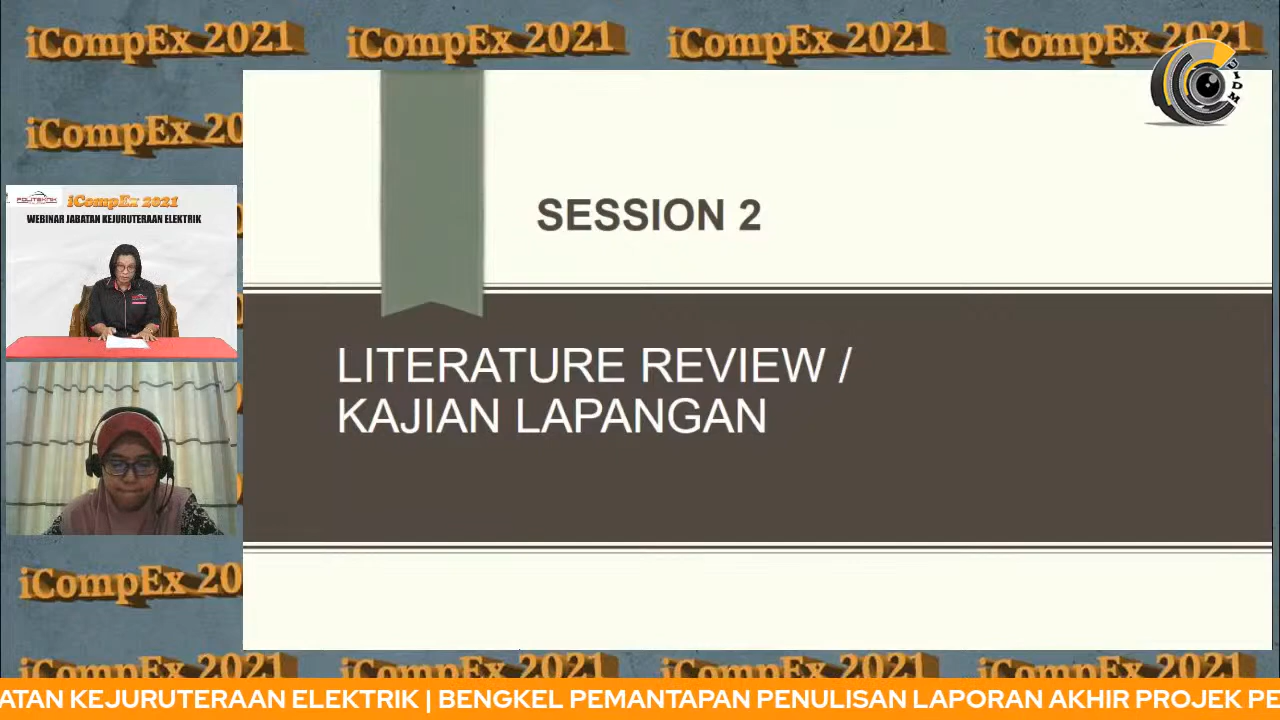 iCompEx 2021 iCompEx 2021 iCompEx 2021 iCompEx 2021
iCompEx 20
UIDM
SESSION 2
POLITEKNIK
iCompEx 2021
WEBINAR JABATAN KEJURUTERAAN ELEKTRIK
LITERATURE REVIEW /
KAJIAN LAPANGAN
iCompEx 20
iCompEx 2021 iCompEx 2021 iCompEx 2021 iCompEx 2021
ATAN KEJURUTERAAN ELEKTRIK | BENGKEL PEMANTAPAN PENULISAN LAPORAN AKHIR PROJEK PE